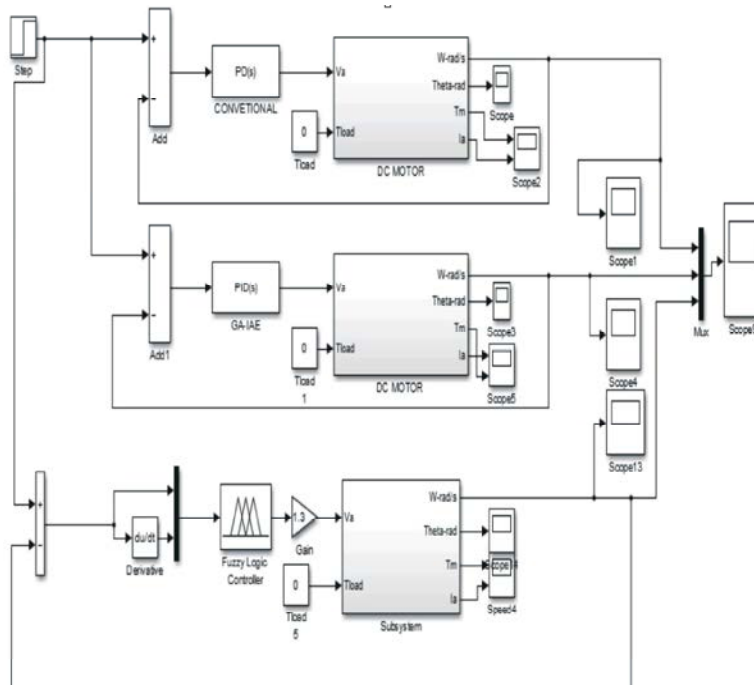 Step
+
−
Add
PD(s)
CONVETIONAL
0
Tload
Va
Tload
W-rad/s
Theta-rad
Tm
Ia
DC MOTOR
Scope
Scope2
Scope1
+
−
Add1
PID(s)
GA-IAE
0
Tload
1
Va
Tload
W-rad/s
Theta-rad
Tm
Ia
DC MOTOR
Scope3
Scope5
Scope4
Scope13
Mux
+
−
du/dt
Derivative
Fuzzy Logic
Controller
1.3
Gain
0
Tload
5
Va
Tload
W-rad/s
Theta-rad
Tm
Ia
Subsystem
Speed4